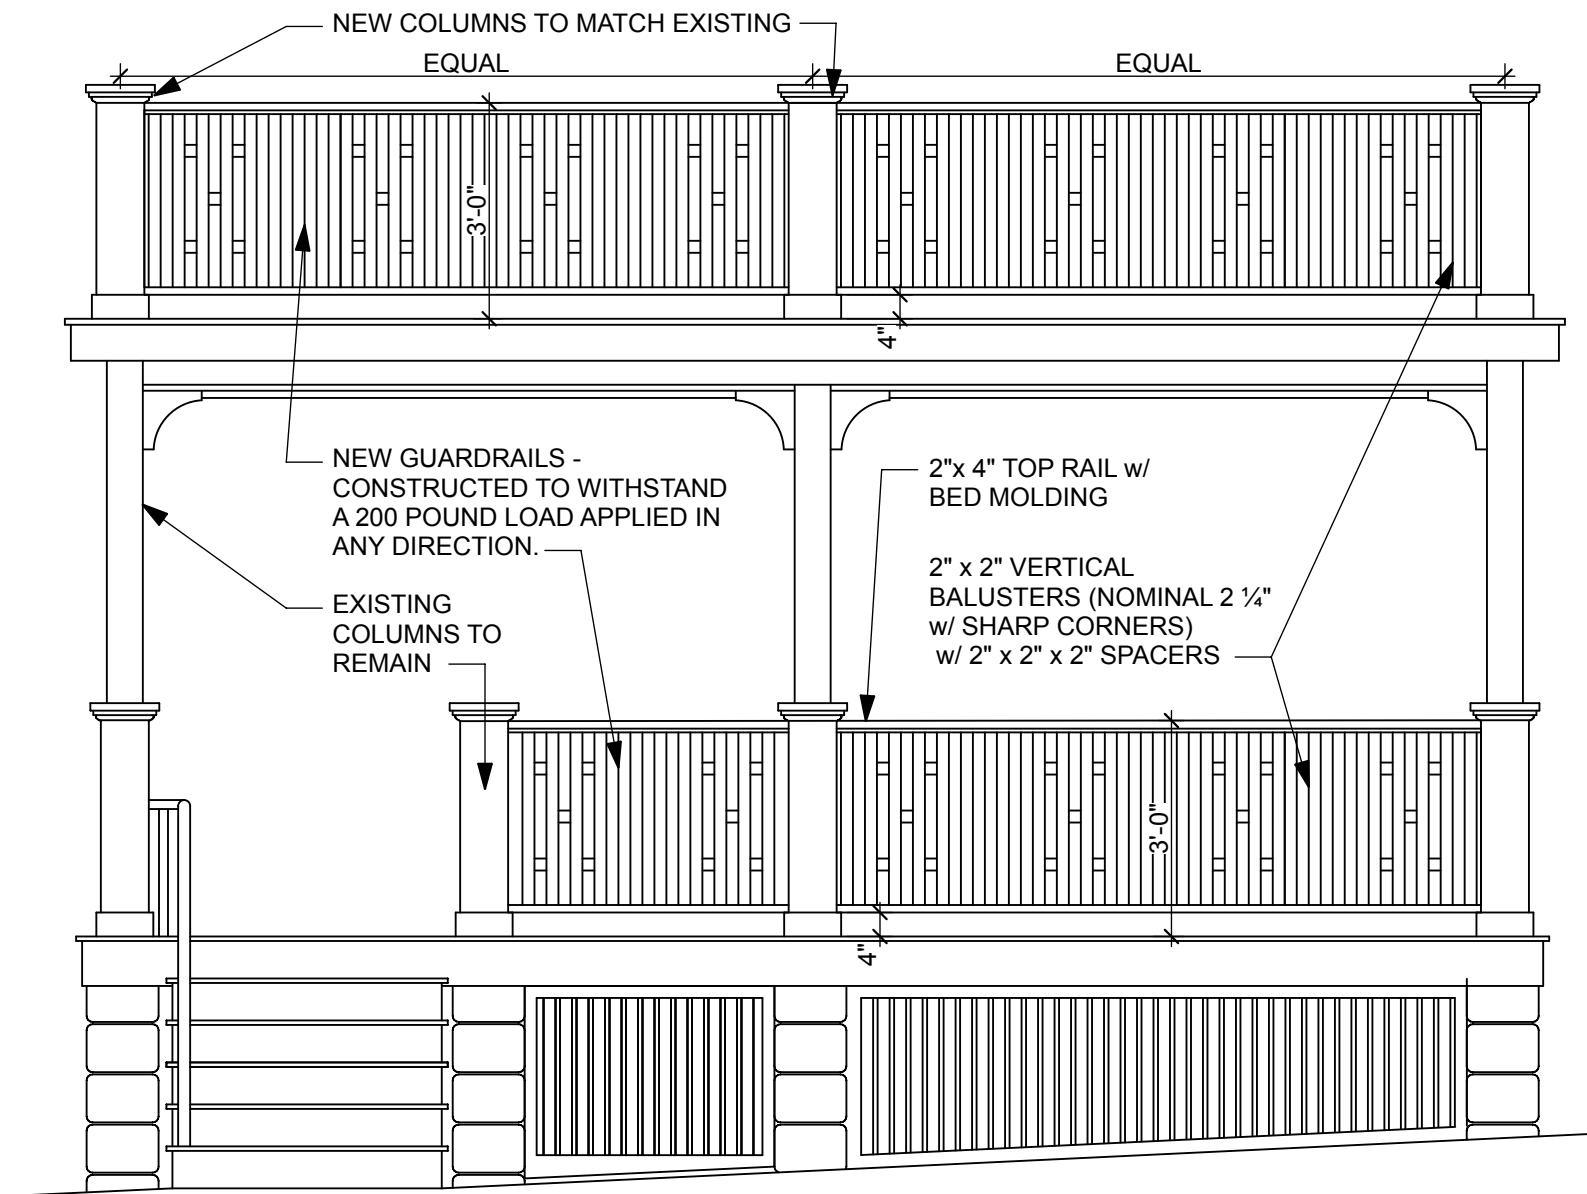 NEW COLUMNS TO MATCH EXISTING
EQUAL
EQUAL
3'-0"
4"
NEW GUARDRAILS -
CONSTRUCTED TO WITHSTAND
A 200 POUND LOAD APPLIED IN
ANY DIRECTION.
2"x 4" TOP RAIL w/
BED MOLDING
2" x 2" VERTICAL
BALUSTERS (NOMINAL 2 ¼"
w/ SHARP CORNERS)
w/ 2" x 2" x 2" SPACERS
EXISTING
COLUMNS TO
REMAIN
3'-0"
4"